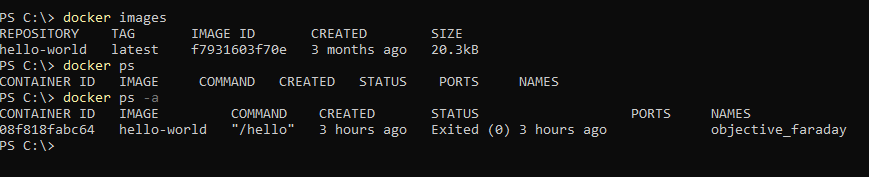 PS C:\> docker images
REPOSITORY TAG IMAGE ID CREATED SIZE
hello-world latest f7931603f70e 3 months ago 20.3kB
PS C:\> docker ps
CONTAINER ID IMAGE COMMAND CREATED STATUS PORTS NAMES
PS C:\> docker ps -a
CONTAINER ID IMAGE COMMAND CREATED STATUS PORTS NAMES
08f818fabc64 hello-world "/hello" 3 hours ago Exited (0) 3 hours ago objective_faraday
PS C:\>